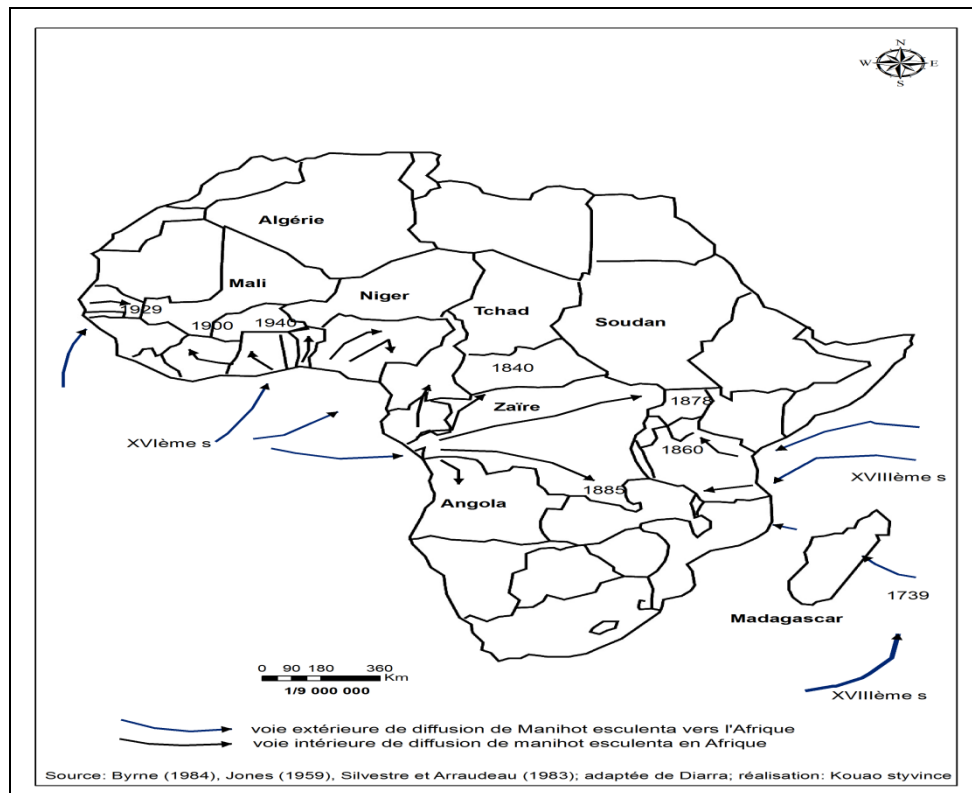 N
W E
S
Algérie
Mali
Niger
Tchad
Soudan
1929
1900
1940
1840
Zaïre
1878
XVIème s
1860
XVIIIème s
1885
Angola
1739
Madagascar
0 90 180 360
Km
1/9 000 000
XVIIIème s
voie extérieure de diffusion de Manihot esculenta vers l'Afrique
voie intérieure de diffusion de manihot esculenta en Afrique
Source: Byrne (1984), Jones (1959), Silvestre et Arraudeau (1983); adaptée de Diarra; réalisation: Kouao styvince